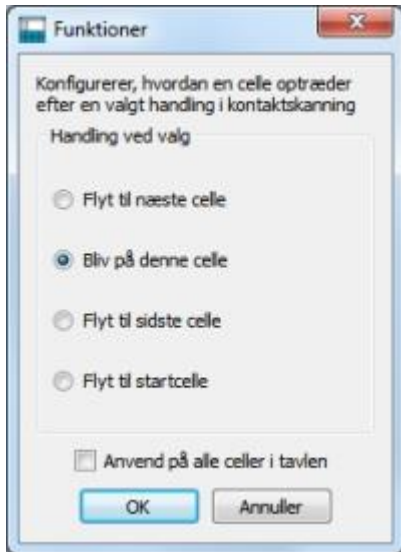 Funktioner
Konfigurerer, hvordan en celle optræder
efter en valgt handling i kontaktskanning
Handling ved valg
Flyt til næste celle
Bliv på denne celle
Flyt til sidste celle
Flyt til startcelle
Anvend på alle celler i tavlen
OK
Annuller